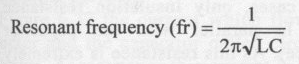 Resonant frequency (fr) = 1 / 2π√LC